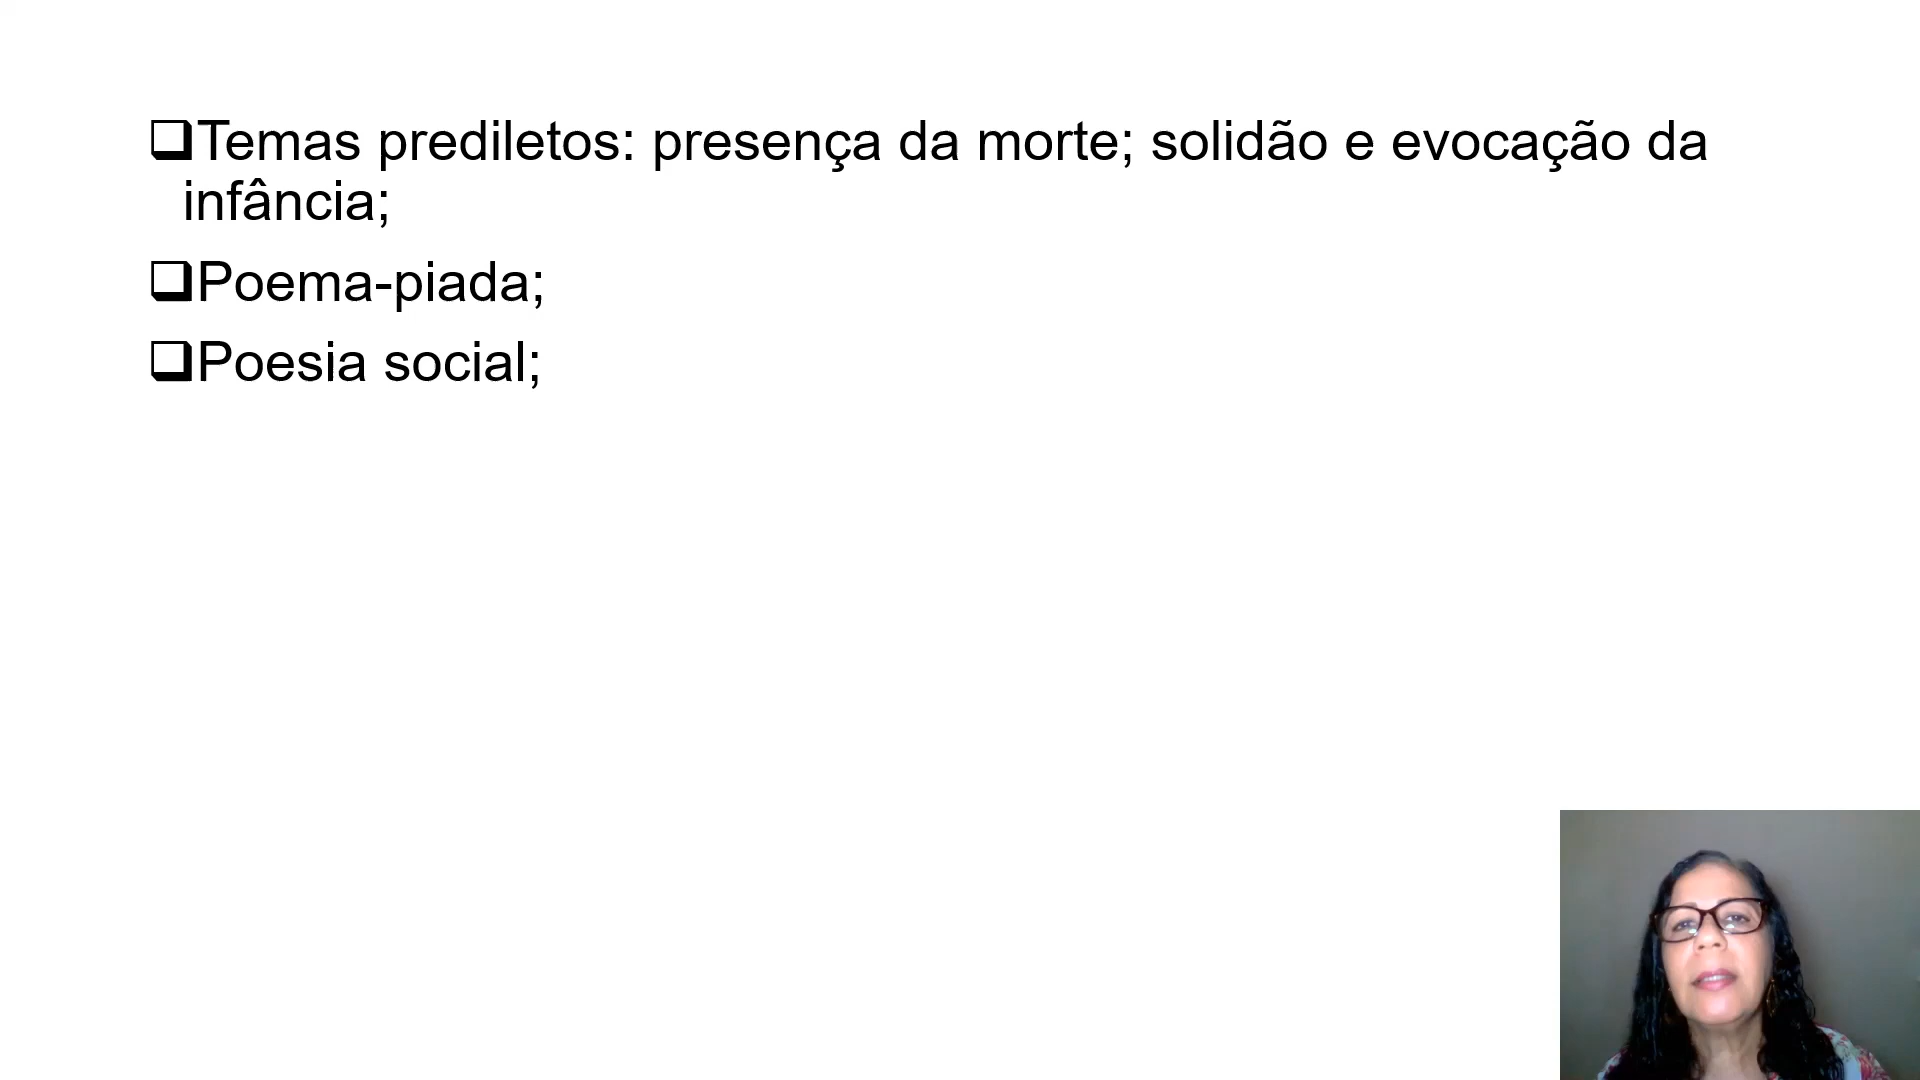 ❑Temas prediletos: presença da morte; solidão e evocação da
infância;
❑Poema-piada;
❑Poesia social;